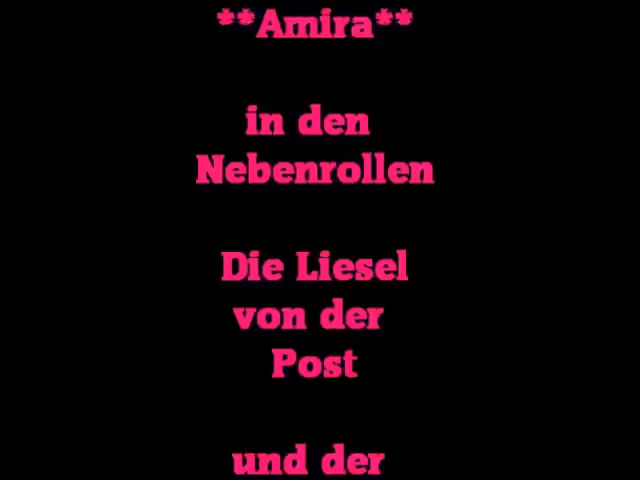 **Amira**
in den
Nebenrollen
Die Liesel
von der
Post
und der